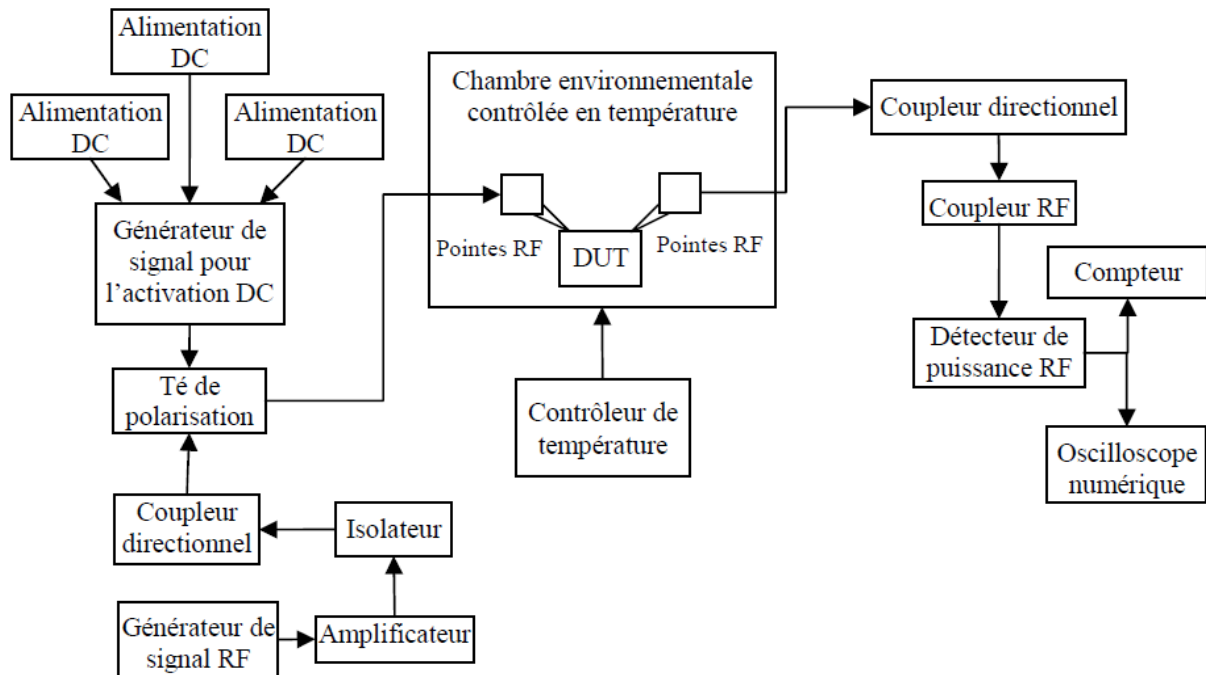 Alimentation
DC
Alimentation
DC
Alimentation
DC
Générateur de
signal pour
l'activation DC
Té de
polarisation
Coupleur
directionnel
Isolateur
Générateur de
signal RF
Amplificateur
Chambre environnementale
contrôlée en température
Pointes RF
DUT
Pointes RF
Contrôleur de
température
Coupleur directionnel
Coupleur RF
Détecteur de
puissance RF
Compteur
Oscilloscope
numérique